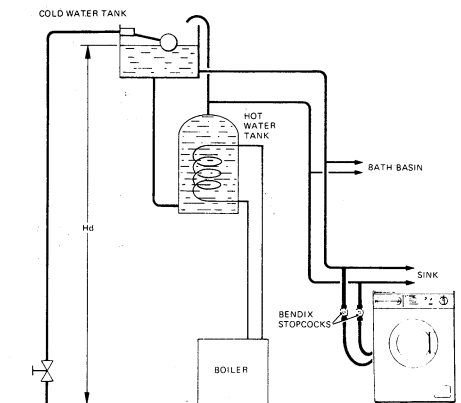 COLD WATER TANK
HOT
WATER
TANK
BATH BASIN
Hd
SINK
BENDIX
STOPCOCKS
BOILER